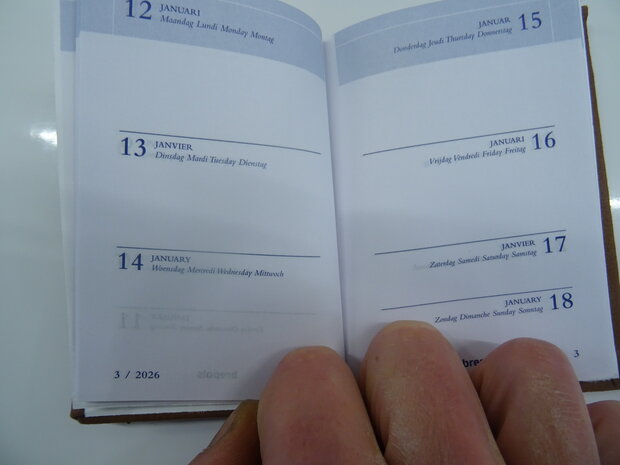 12 JANUARI
Maandag Lundi Monday Montag
13 JANVIER
Dinsdag Mardi Tuesday Dienstag
14 JANUARY
Woensdag Mercredi Wednesday Mittwoch
3 / 2026
JANUAR 15
Donderdag Jeudi Thursday Donnerstag
JANUARI 16
Vrijdag Vendredi Friday Freitag
JANVIER 17
Zaterdag Samedi Saturday Samstag
JANUARY 18
Zondag Dimanche Sunday Sonntag
3